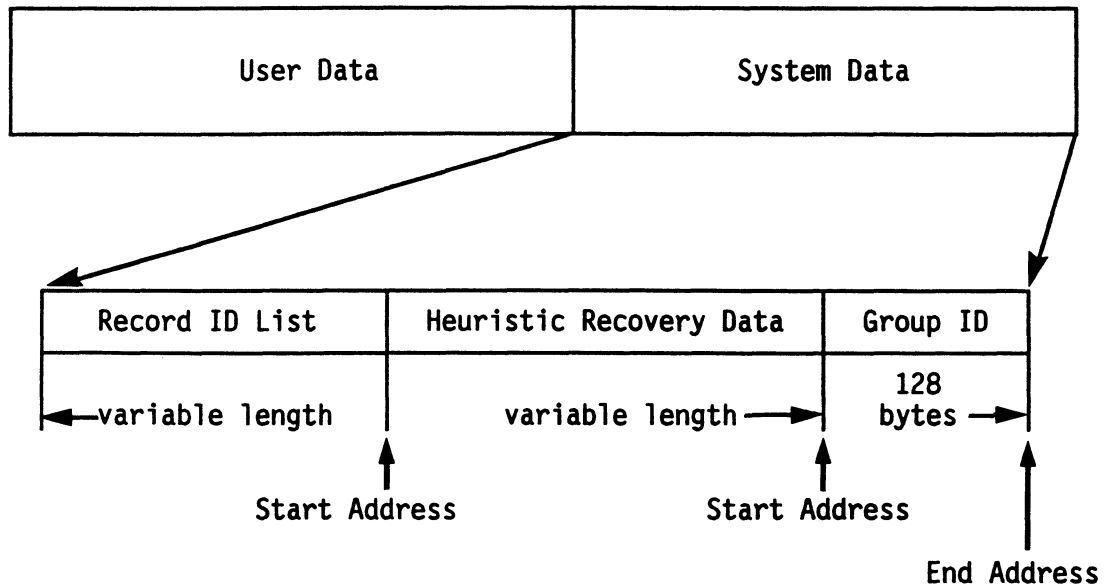 User Data
System Data
Record ID List
Heuristic Recovery Data
Group ID
variable length
variable length
128
bytes
Start Address
Start Address
End Address